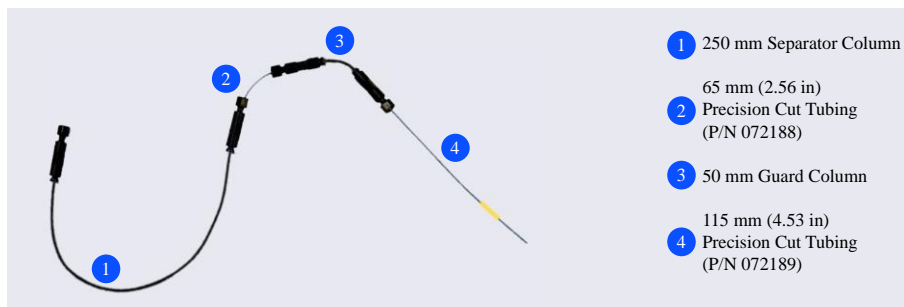 3
2
4
1
1 250 mm Separator Column
65 mm (2.56 in)
2 Precision Cut Tubing
(P/N 072188)
3 50 mm Guard Column
115 mm (4.53 in)
4 Precision Cut Tubing
(P/N 072189)